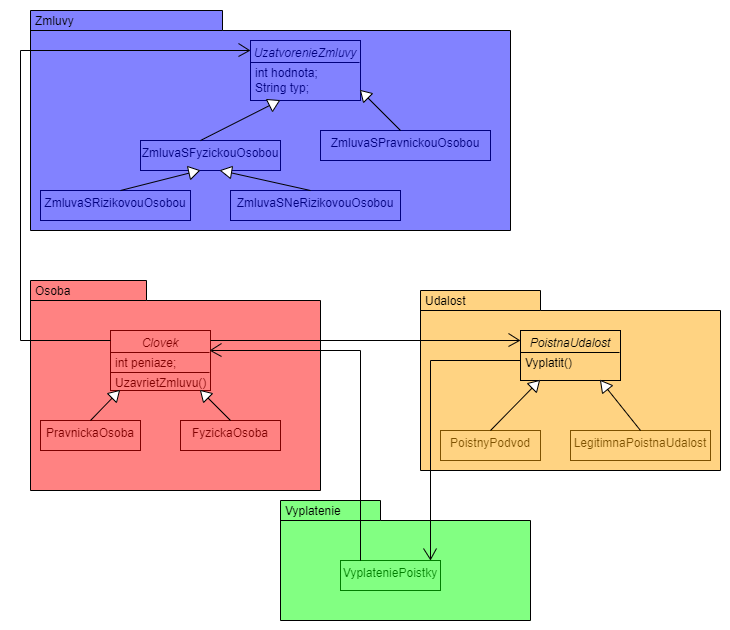 Zmluvy
UzatvorenieZmluvy
int hodnota;
String typ;
ZmluvaSFyzickouOsobou
ZmluvaSPravnickouOsobou
ZmluvaSRizikovouOsobou
ZmluvaSNeRizikovouOsobou
Osoba
Clovek
int peniaze;
UzavrietZmluvu()
PravnickaOsoba
FyzickaOsoba
Udalost
PoistnaUdalost
Vyplatit()
PoistnyPodvod
LegitimnaPoistnaUdalost
Vyplatenie
VyplateniePoistky